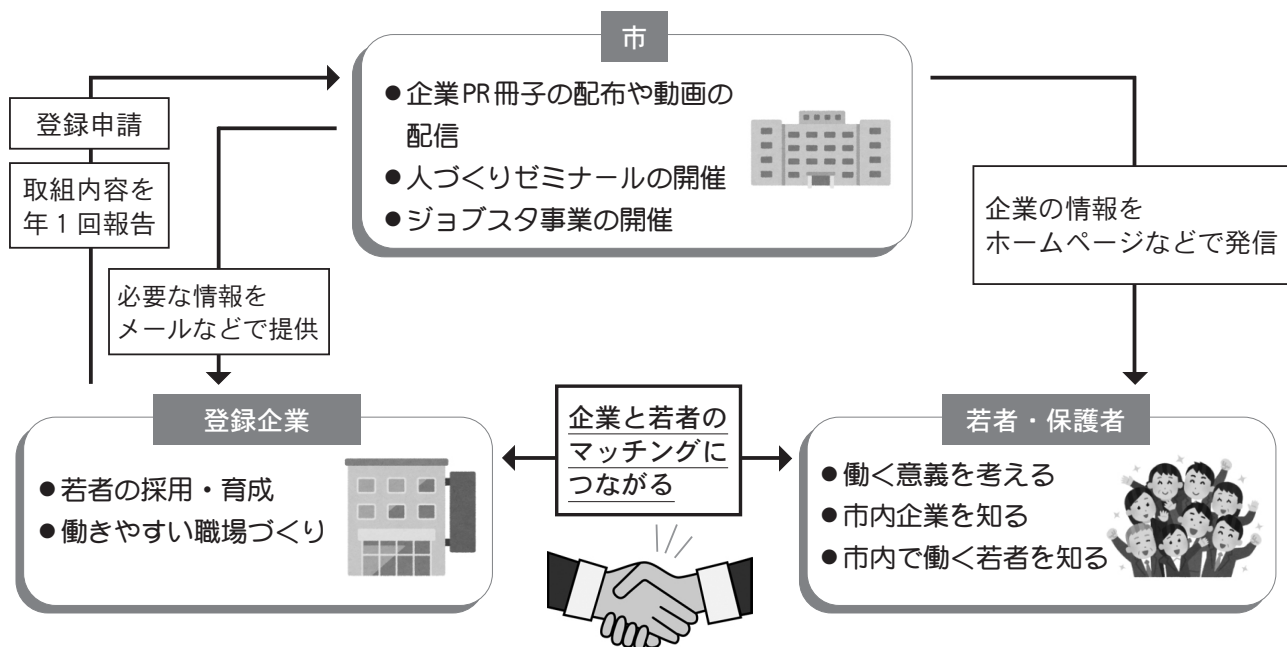 市
●企業PR冊子の配布や動画の
配信
●人づくりゼミナールの開催
●ジョブスタ事業の開催
登録申請
取組内容を
年1回報告
必要な情報を
メールなどで提供
企業の情報を
ホームページなどで発信
登録企業
●若者の採用・育成
●働きやすい職場づくり
企業と若者の
マッチングに
つながる
若者・保護者
●働く意義を考える
●市内企業を知る
●市内で働く若者を知る